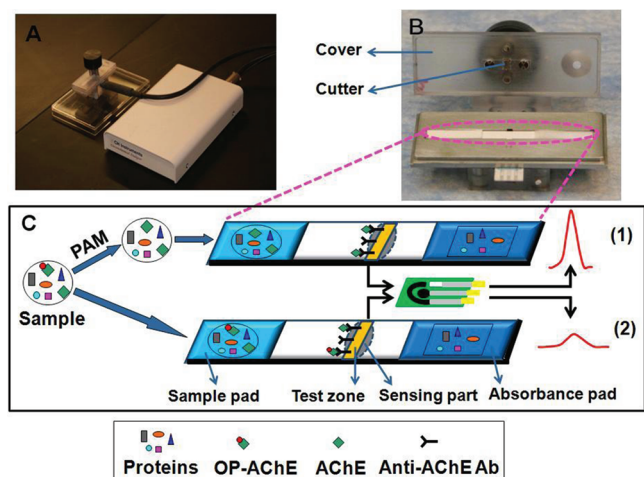 A
B
Cover
Cutter
C
PAM
(1)
Sample
(2)
Sample pad
Test zone
Sensing part
Absorbance pad
Proteins
OP-AChE
AChE
Anti-AChE Ab